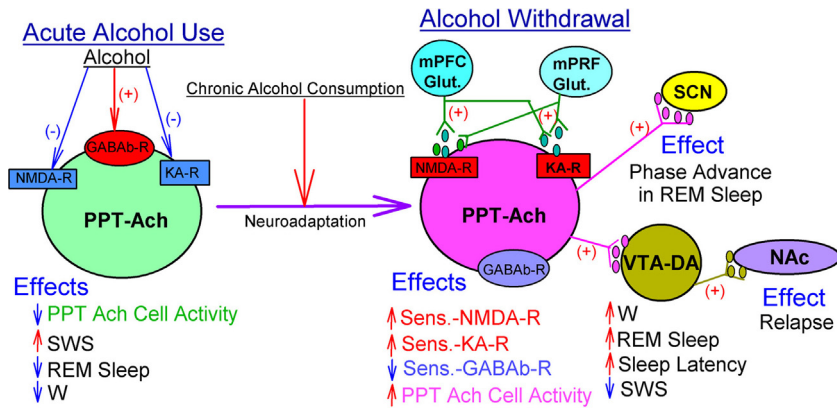 Acute Alcohol Use
Alcohol
(-)
(+)
(-)
GABAb-R
NMDA-R
KA-R
PPT-Ach
Effects
↓ PPT Ach Cell Activity
↑ SWS
↓ REM Sleep
↓ W
Chronic Alcohol Consumption
Neuroadaptation
Alcohol Withdrawal
mPFC
Glut.
mPRF
Glut.
(+)
(+)
NMDA-R
KA-R
PPT-Ach
GABAb-R
(+)
SCN
Effect
Phase Advance
in REM Sleep
(+)
VTA-DA
(+)
NAc
Effect
Relapse
Effects
↑ Sens.-NMDA-R
↑ Sens.-KA-R
↓ Sens.-GABAb-R
↑ PPT Ach Cell Activity
↑ W
↑ REM Sleep
↑ Sleep Latency
↓ SWS